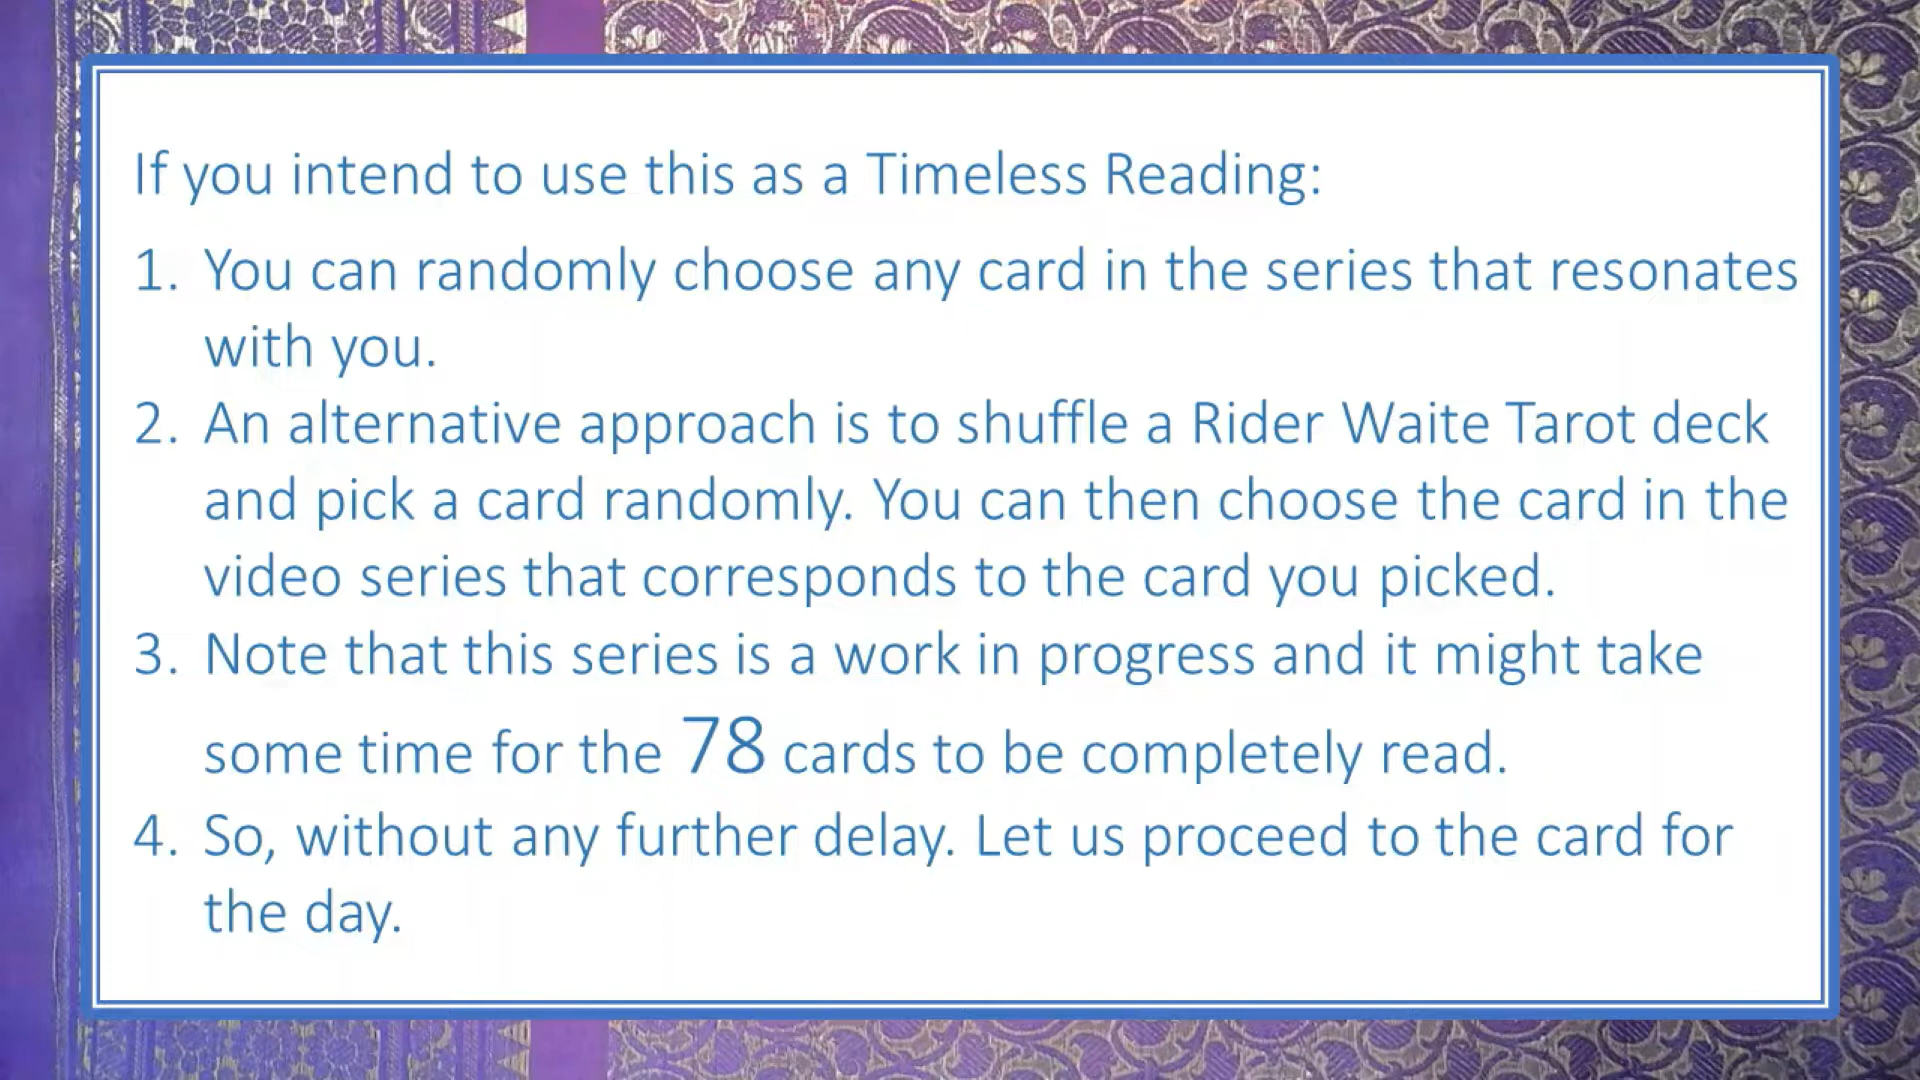 If you intend to use this as a Timeless Reading:
1. You can randomly choose any card in the series that resonates
with you.
2. An alternative approach is to shuffle a Rider Waite Tarot deck
and pick a card randomly. You can then choose the card in the
video series that corresponds to the card you picked.
3. Note that this series is a work in progress and it might take
some time for the 78 cards to be completely read.
4. So, without any further delay. Let us proceed to the card for
the day.